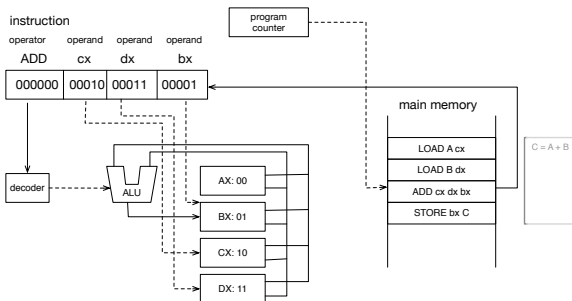 program
counter
instruction
operator operand operand operand
ADD cx dx bx
000000 00010 00011 00001
main memory
LOAD A cx
C = A + B
LOAD B dx
decoder
ALU
AX: 00
ADD cx dx bx
BX: 01
STORE bx C
CX: 10
DX: 11